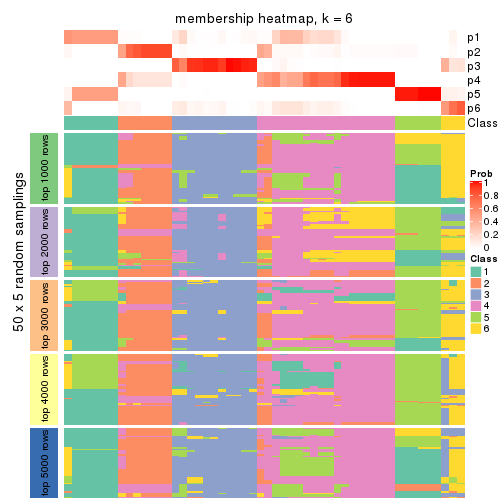 membership heatmap, k = 6
p1
p2
p3
p4
p5
p6
Class
50 x 5 random samplings
top 1000 rows
top 2000 rows
top 3000 rows
top 4000 rows
top 5000 rows
Prob
1
0.8
0.6
0.4
0.2
0
Class
1
2
3
4
5
6